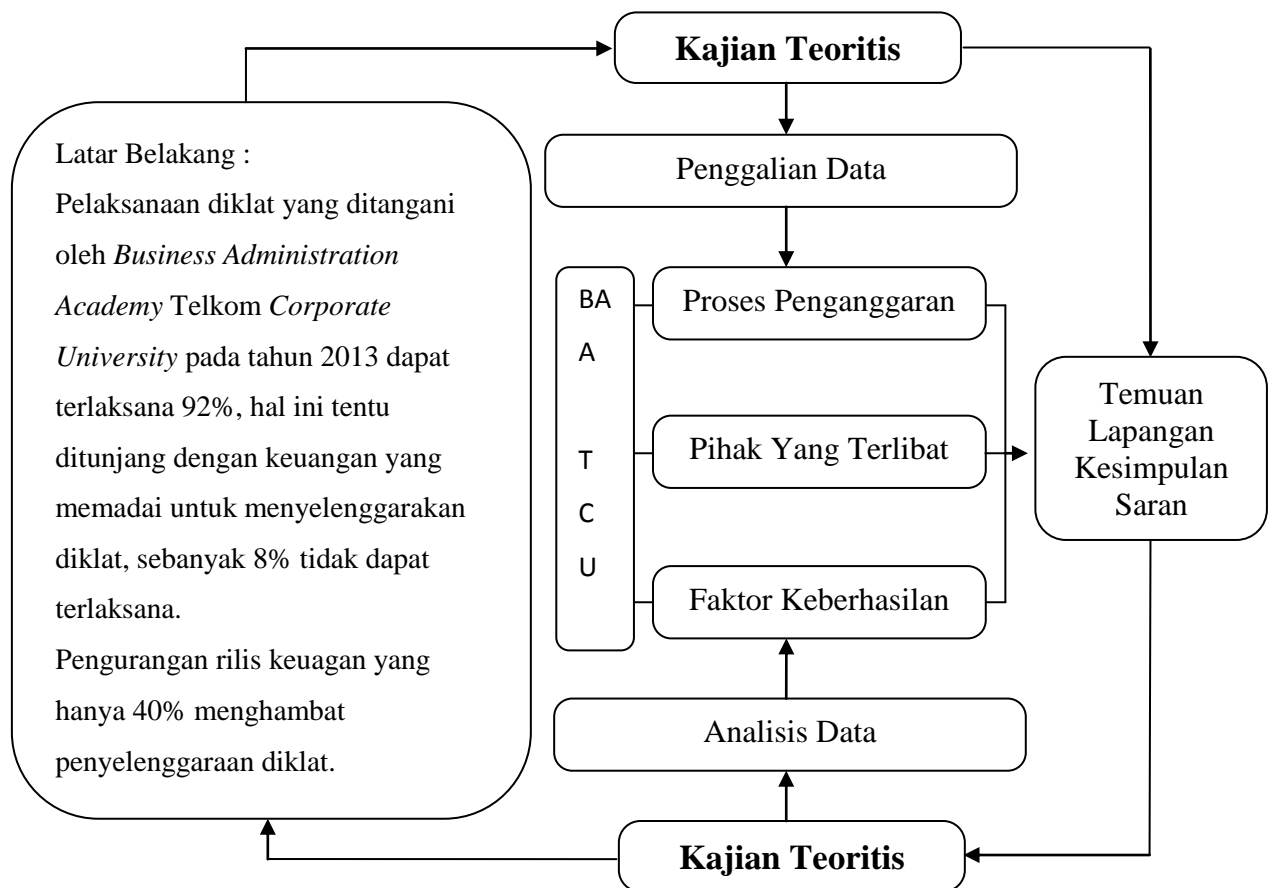 Kajian Teoritis
Latar Belakang :
Pelaksanaan diklat yang ditangani
oleh Business Administration
Academy Telkom Corporate
University pada tahun 2013 dapat
terlaksana 92%, hal ini tentu
ditunjang dengan keuangan yang
memadai untuk menyelenggarakan
diklat, sebanyak 8% tidak dapat
terlaksana.
Pengurangan rilis keuagan yang
hanya 40% menghambat
penyelenggaraan diklat.
Penggalian Data
BA
A
T
C
U
Proses Penganggaran
Pihak Yang Terlibat
Faktor Keberhasilan
Temuan
Lapangan
Kesimpulan
Saran
Analisis Data
Kajian Teoritis